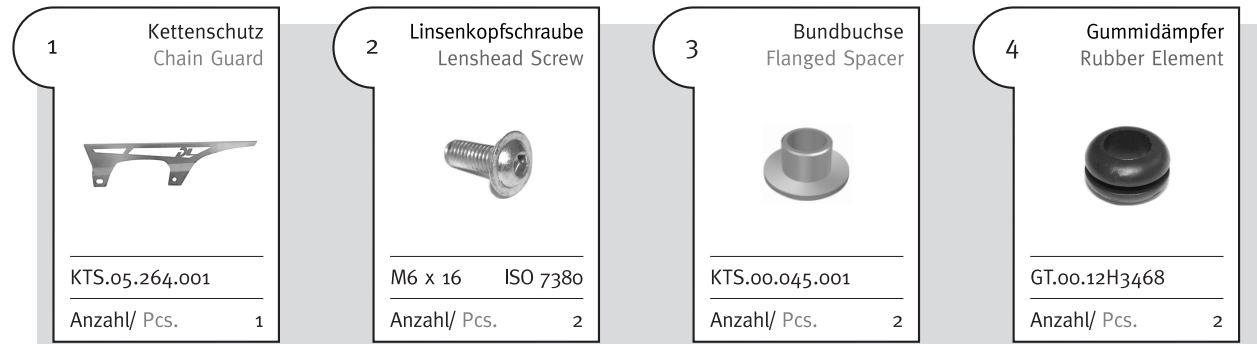 1
Kettenschutz
Chain Guard
KTS.05.264.001
Anzahl/ Pcs. 1
2
Linsenkopfschraube
Lenshead Screw
M6 x 16 ISO 7380
Anzahl/ Pcs. 2
3
Bundbuchse
Flanged Spacer
KTS.00.045.001
Anzahl/ Pcs. 2
4
Gummidämpfer
Rubber Element
GT.00.12H3468
Anzahl/ Pcs. 2